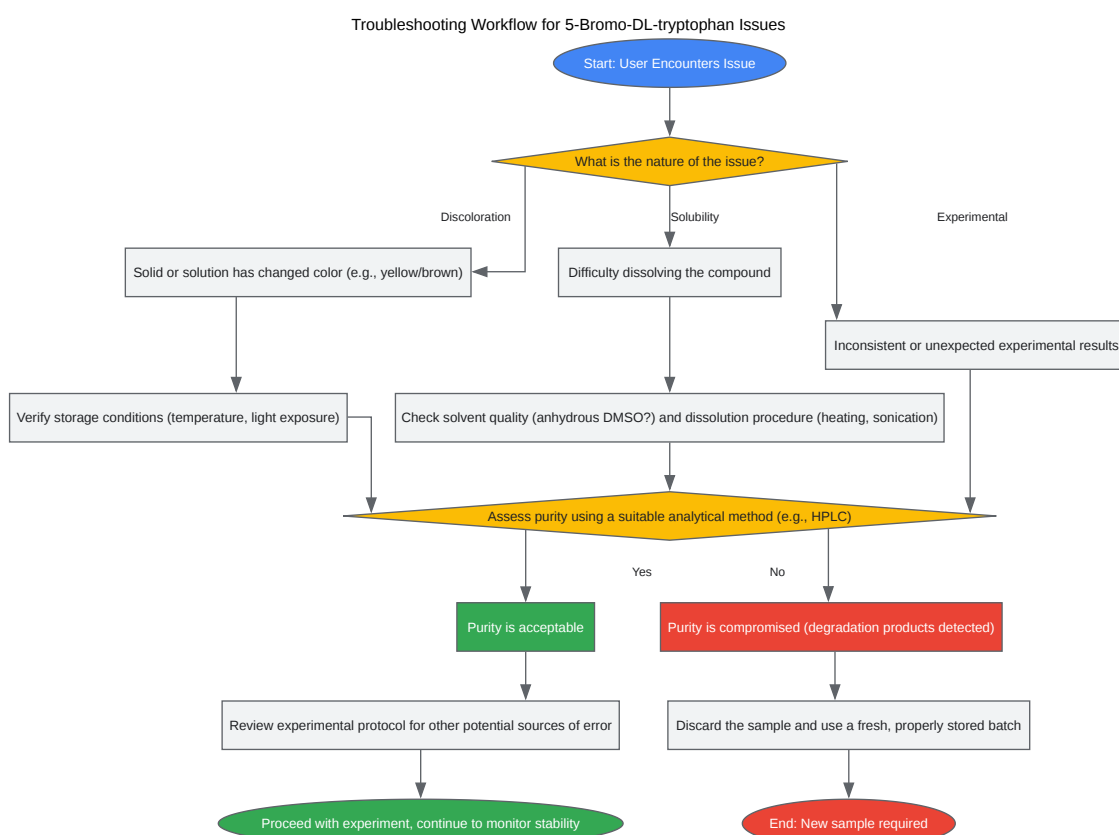 Troubleshooting Workflow for 5-Bromo-DL-tryptophan Issues
Start: User Encounters Issue
What is the nature of the issue?
Discoloration
Solubility
Experimental
Solid or solution has changed color (e.g., yellow/brown)
Difficulty dissolving the compound
Inconsistent or unexpected experimental results
Verify storage conditions (temperature, light exposure)
Check solvent quality (anhydrous DMSO?) and dissolution procedure (heating, sonication)
Assess purity using a suitable analytical method (e.g., HPLC)
Yes
No
Purity is acceptable
Purity is compromised (degradation products detected)
Review experimental protocol for other potential sources of error
Discard the sample and use a fresh, properly stored batch
Proceed with experiment, continue to monitor stability
End: New sample required